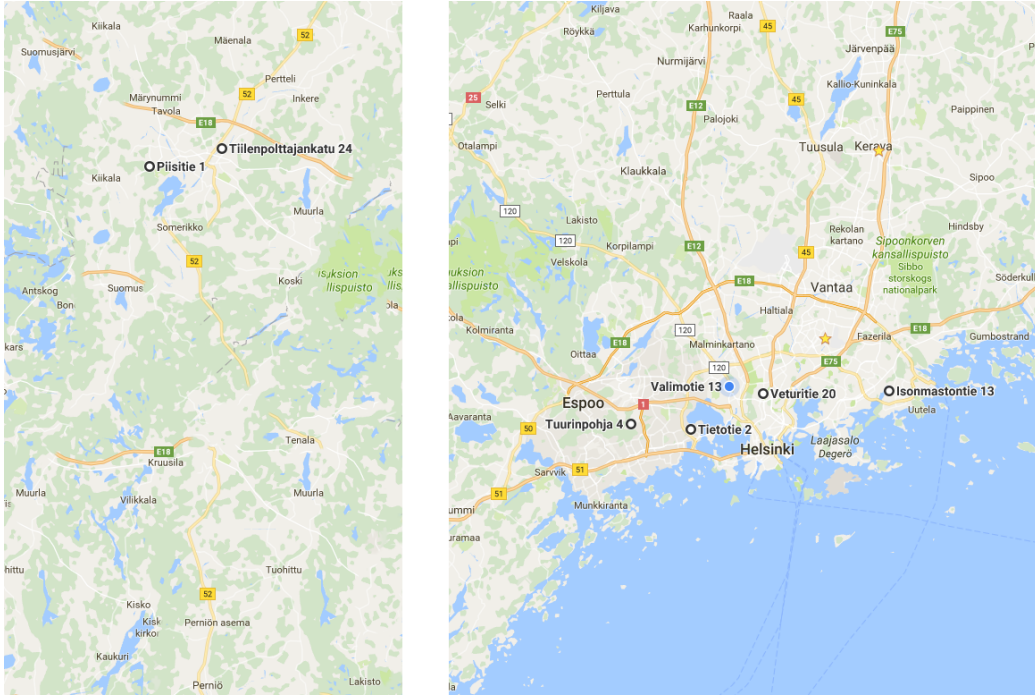 Kiikala
Kiikala
52
Mäenala
Suomusjärvi
Pertteli
52
Inkere
Märynummi
Tavola
E18
Tiilenpolttajankatu 24
Piisitie 1
Kiikala
Muurla
Somerikko
52
Koski
Antskog
Suomus
Tenala
E18
Kruusila
Muurla
Muurla
Vilikkala
Tuohittu
52
Kisko
Perniön asema
Kaukuri
Perniö
Lakisto
Kiljava
Röykkä
Raala
Karhunkorpi
45
E75
Järvenpää
Nurmijärvi
Kallio-Kuninkala
25
Selki
Perttula
E12
45
Palojoki
Paippinen
Otalampi
Tuusula
Kerava
Klaukkala
Sipoo
120
Lakisto
Hindsby
Rekolan
kartano
120
Korpilampi
E12
45
Sipoonkorven
kansallispuisto
Sibbo
storskogs
nationalpark
Velskola
E18
Vantaa
Haltiala
Kolmiranta
120
Malminkartano
Fazerila
E18
Gumbostrand
E18
Oittaa
E75
120
Valimotie 13
Veturitie 20
Isonmastontie 13
Espoo
1
Uutela
Aavaranta
Tuurinpohja 4
50
Tietotie 2
Laajasalo
Degerö
Helsinki
Sarvvik
51
51
Munkkiranta